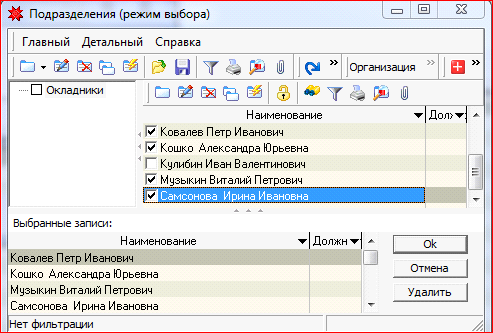 Подразделения (режим выбора)
Главный Детальный Справка
Организация
Окладники
Наименование Долж
Ковалев Петр Иванович
Кошко Александра Юрьевна
Кулибин Иван Валентинович
Музыкин Виталий Петрович
Самсонова Ирина Ивановна
Выбранные записи:
Наименование Должн
Ковалев Петр Иванович
Кошко Александра Юрьевна
Музыкин Виталий Петрович
Самсонова Ирина Ивановна
Ok
Отмена
Удалить
Нет фильтрации